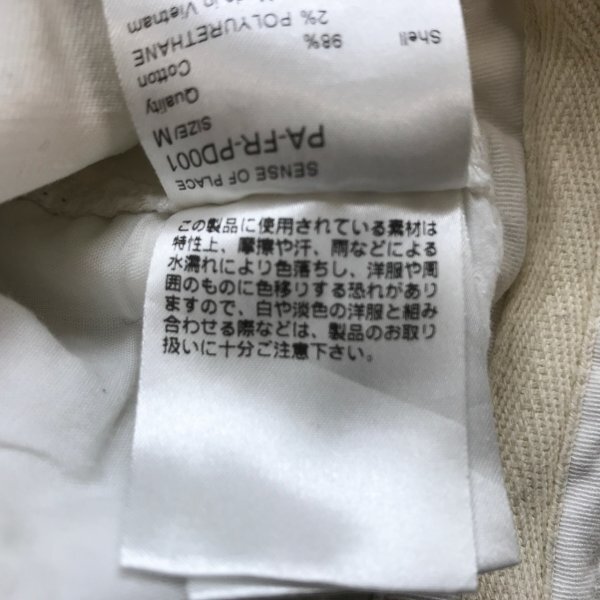 SENSE OF PLACE
PA-FR-PD001
SIZE/M
Quality
Cotton 98%
2% POLYURETHANE
Shell
in Vietnam
この製品に使用されている素材は
特性上、摩擦や汗、雨などによる
水濡れにより色落ちし、洋服や周
囲のものに色移りする恐れがあり
ますので、白や淡色の洋服と組み
合わせる際などは、製品のお取り
扱いに十分ご注意下さい。